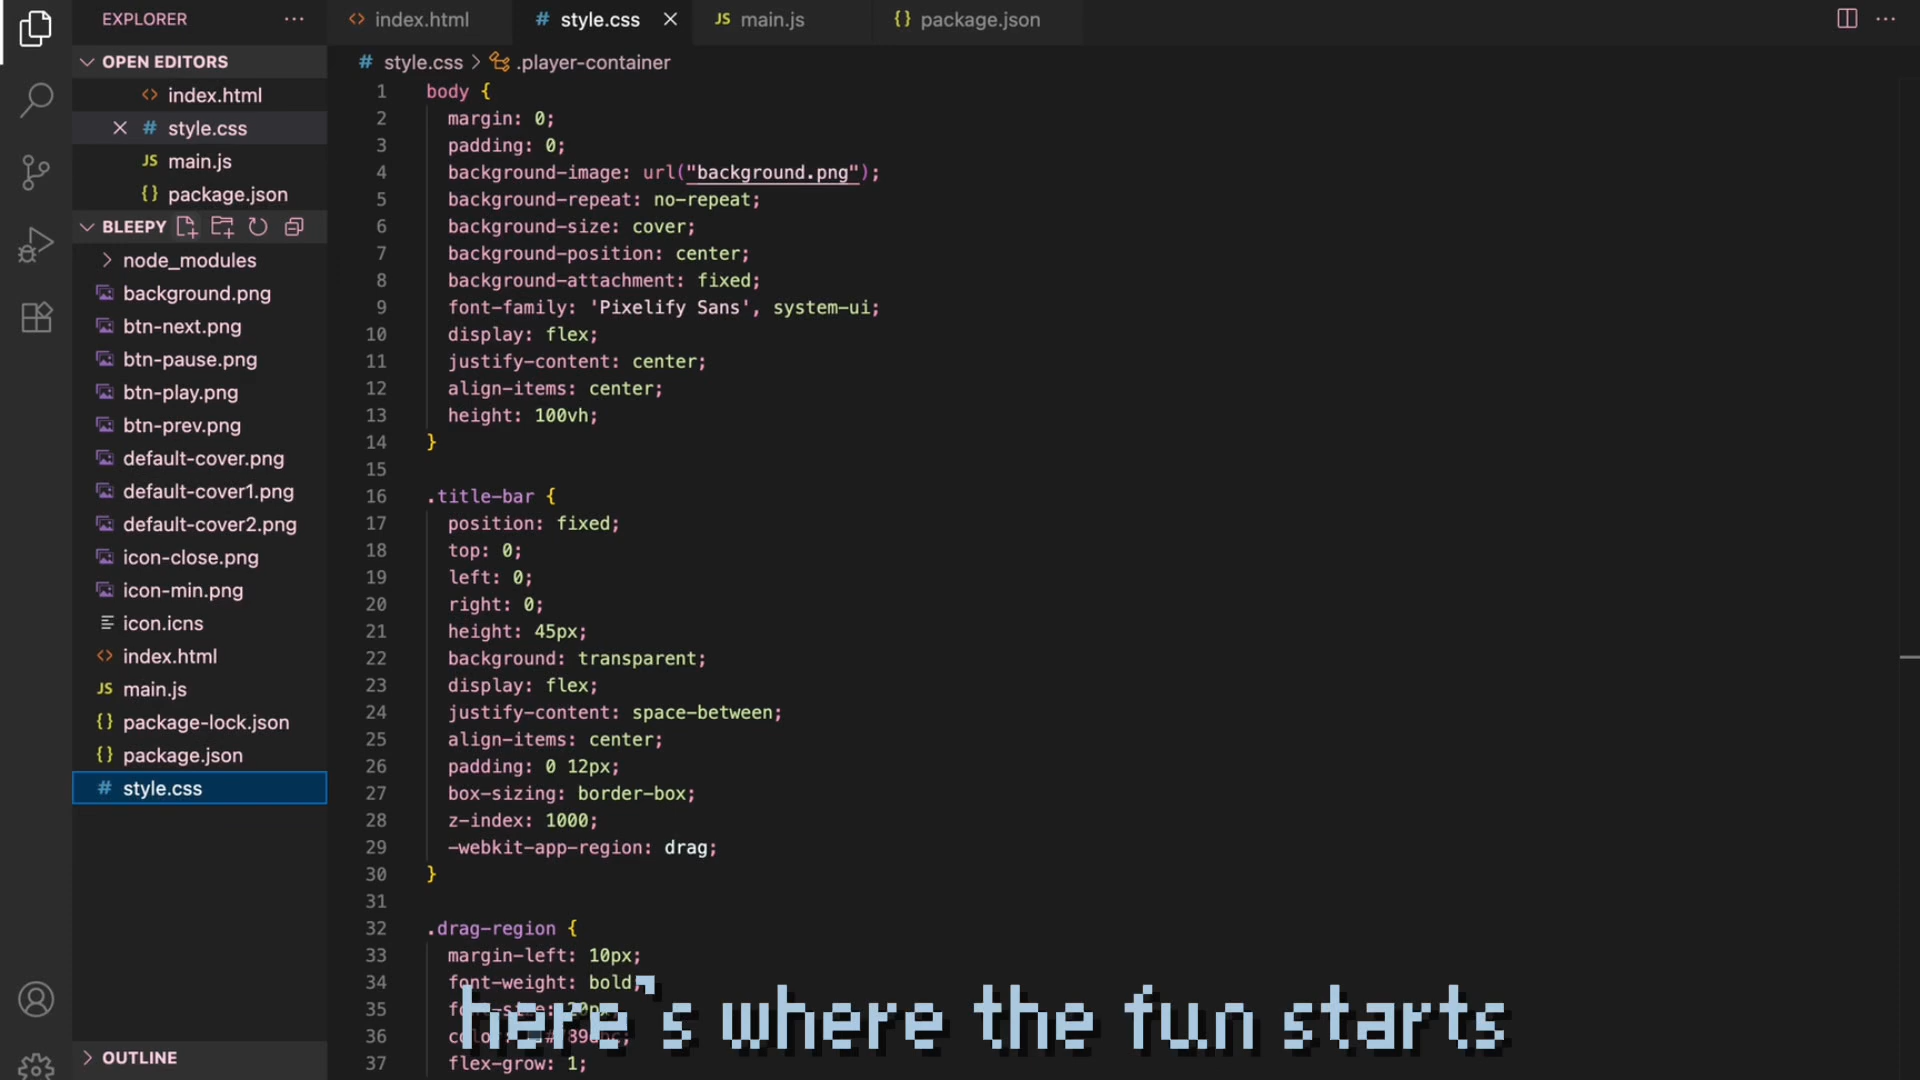 EXPLORER
index.html
style.css
main.js
package.json
OPEN EDITORS
index.html
style.css
main.js
package.json
BLEEPY
node_modules
background.png
btn-next.png
btn-pause.png
btn-play.png
btn-prev.png
default-cover.png
default-cover1.png
default-cover2.png
icon-close.png
icon-min.png
icon.icns
index.html
main.js
package-lock.json
package.json
style.css
OUTLINE
# style.css > .player-container
1 body {
2 margin: 0;
3 padding: 0;
4 background-image: url("background.png");
5 background-repeat: no-repeat;
6 background-size: cover;
7 background-position: center;
8 background-attachment: fixed;
9 font-family: 'Pixelify Sans', system-ui;
10 display: flex;
11 justify-content: center;
12 align-items: center;
13 height: 100vh;
14 }
15
16 .title-bar {
17 position: fixed;
18 top: 0;
19 left: 0;
20 right: 0;
21 height: 45px;
22 background: transparent;
23 display: flex;
24 justify-content: space-between;
25 align-items: center;
26 padding: 0 12px;
27 box-sizing: border-box;
28 z-index: 1000;
29 -webkit-app-region: drag;
30 }
31
32 .drag-region {
33 margin-left: 10px;
34 font-weight: bold;
35
36
37 flex-grow: 1;
here's where the fun starts